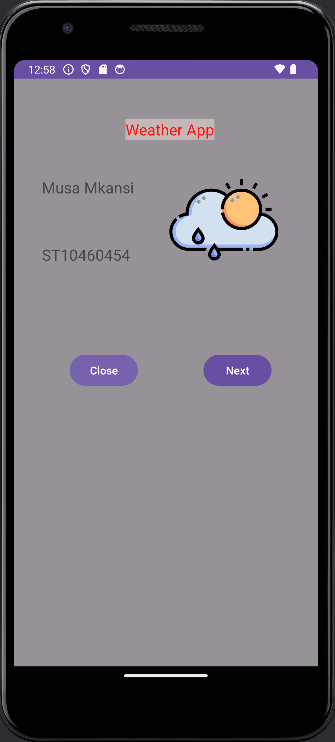 12:58
Weather App
Musa Mkansi
ST10460454
Close
Next